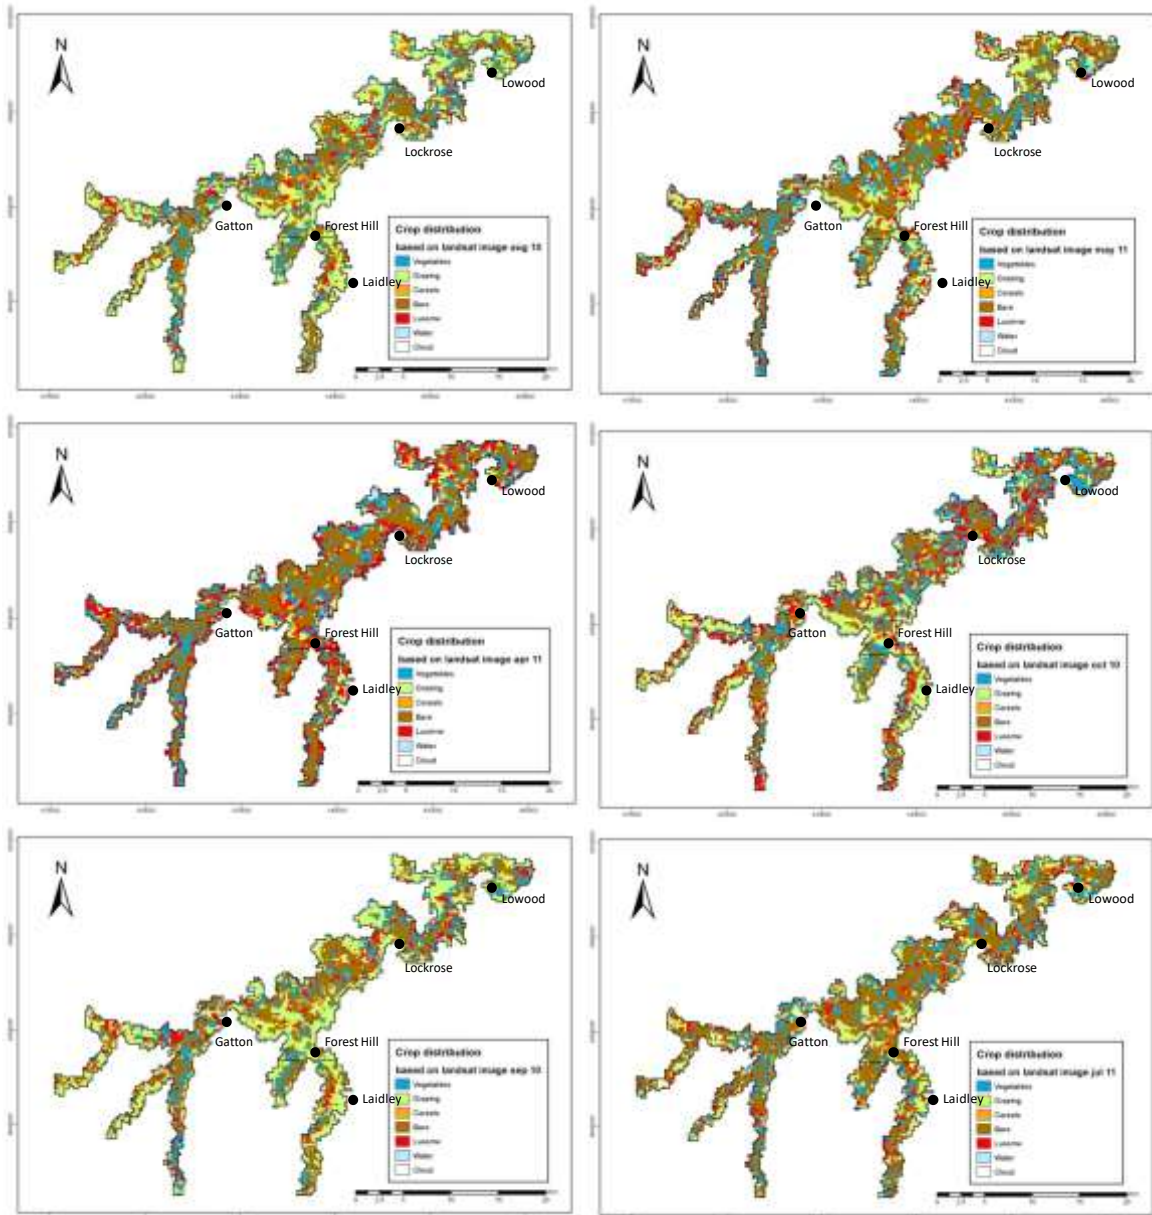 N
Lowood
Lockrose
Gatton
Forest Hill
Laidley
Crop distribution
based on landsat image aug 10
Vegetables
Grazing
Cereals
Bare
Lucerne
Water
Cloud
N
Lowood
Lockrose
Gatton
Forest Hill
Laidley
Crop distribution
based on landsat image may 11
Vegetables
Grazing
Cereals
Bare
Lucerne
Water
Cloud
N
Lowood
Lockrose
Gatton
Forest Hill
Laidley
Crop distribution
based on landsat image apr 11
Vegetables
Grazing
Cereals
Bare
Lucerne
Water
Cloud
N
Lowood
Lockrose
Gatton
Forest Hill
Laidley
Crop distribution
based on landsat image oct 10
Vegetables
Grazing
Cereals
Bare
Lucerne
Water
Cloud
N
Lowood
Lockrose
Gatton
Forest Hill
Laidley
Crop distribution
based on landsat image sep 10
Vegetables
Grazing
Cereals
Bare
Lucerne
Water
Cloud
N
Lowood
Lockrose
Gatton
Forest Hill
Laidley
Crop distribution
based on landsat image jul 11
Vegetables
Grazing
Cereals
Bare
Lucerne
Water
Cloud